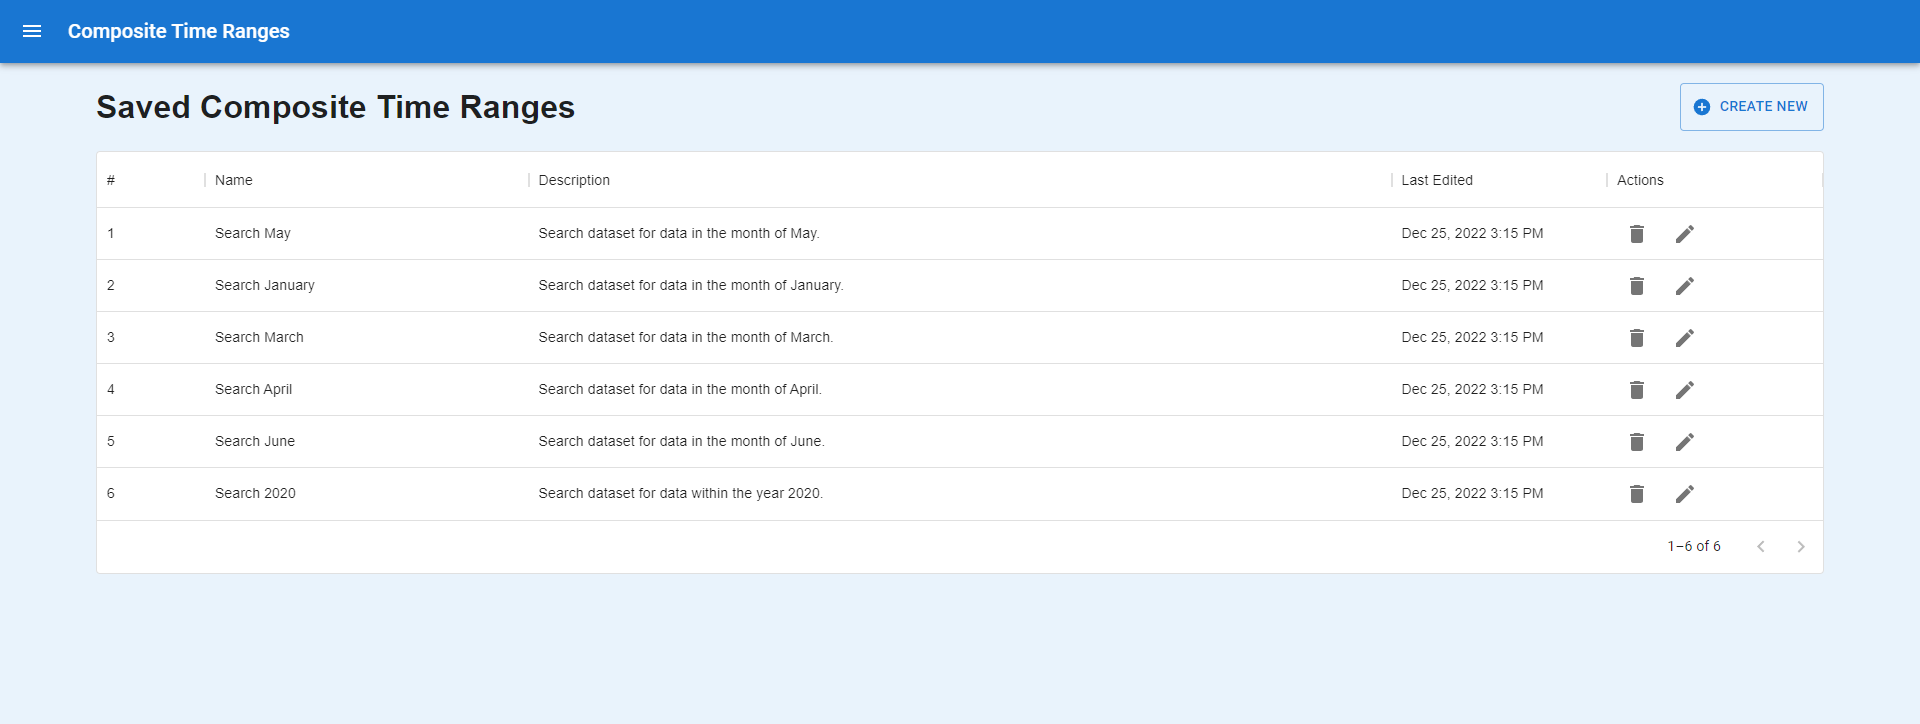 Composite Time Ranges
Saved Composite Time Ranges
CREATE NEW
# Name Description Last Edited Actions
1 Search May Search dataset for data in the month of May. Dec 25, 2022 3:15 PM
2 Search January Search dataset for data in the month of January. Dec 25, 2022 3:15 PM
3 Search March Search dataset for data in the month of March. Dec 25, 2022 3:15 PM
4 Search April Search dataset for data in the month of April. Dec 25, 2022 3:15 PM
5 Search June Search dataset for data in the month of June. Dec 25, 2022 3:15 PM
6 Search 2020 Search dataset for data within the year 2020. Dec 25, 2022 3:15 PM
1–6 of 6